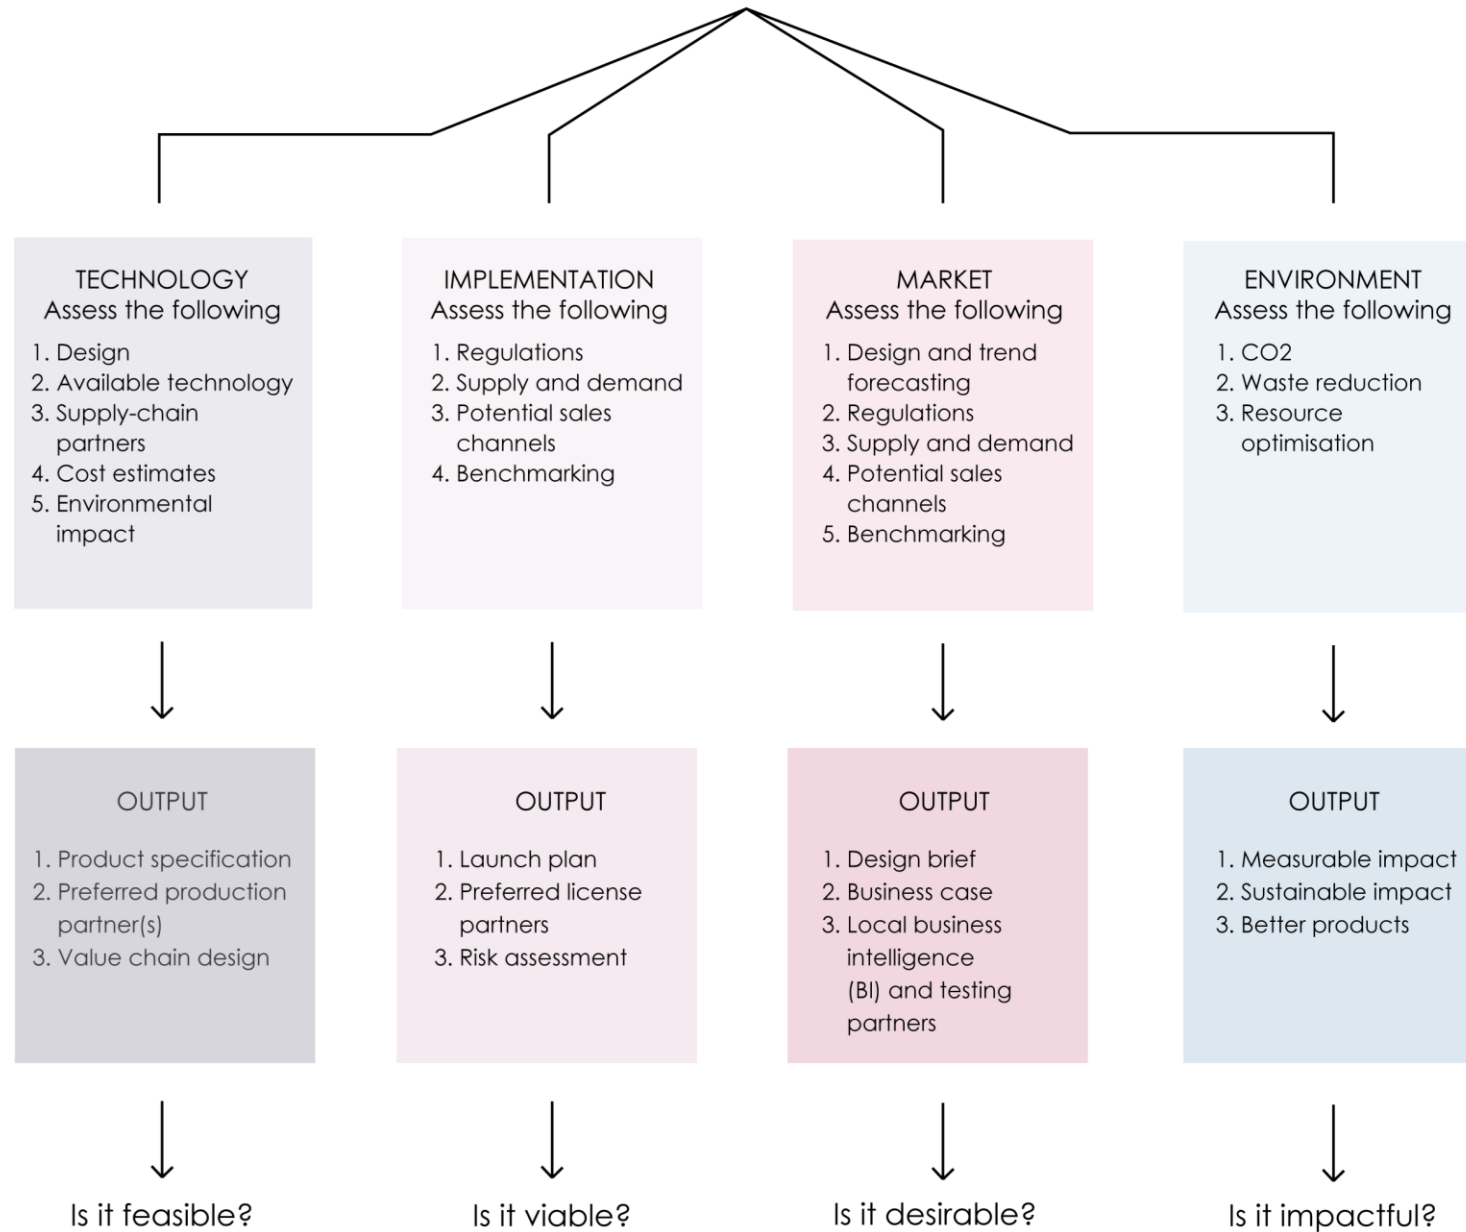 TECHNOLOGY
Assess the following
1. Design
2. Available technology
3. Supply-chain
partners
4. Cost estimates
5. Environmental
impact
IMPLEMENTATION
Assess the following
1. Regulations
2. Supply and demand
3. Potential sales
channels
4. Benchmarking
MARKET
Assess the following
1. Design and trend
forecasting
2. Regulations
3. Supply and demand
4. Potential sales
channels
5. Benchmarking
ENVIRONMENT
Assess the following
1. CO2
2. Waste reduction
3. Resource
optimisation
OUTPUT
1. Product specification
2. Preferred production
partner(s)
3. Value chain design
OUTPUT
1. Launch plan
2. Preferred license
partners
3. Risk assessment
OUTPUT
1. Design brief
2. Business case
3. Local business
intelligence
(BI) and testing
partners
OUTPUT
1. Measurable impact
2. Sustainable impact
3. Better products
Is it feasible?
Is it viable?
Is it desirable?
Is it impactful?